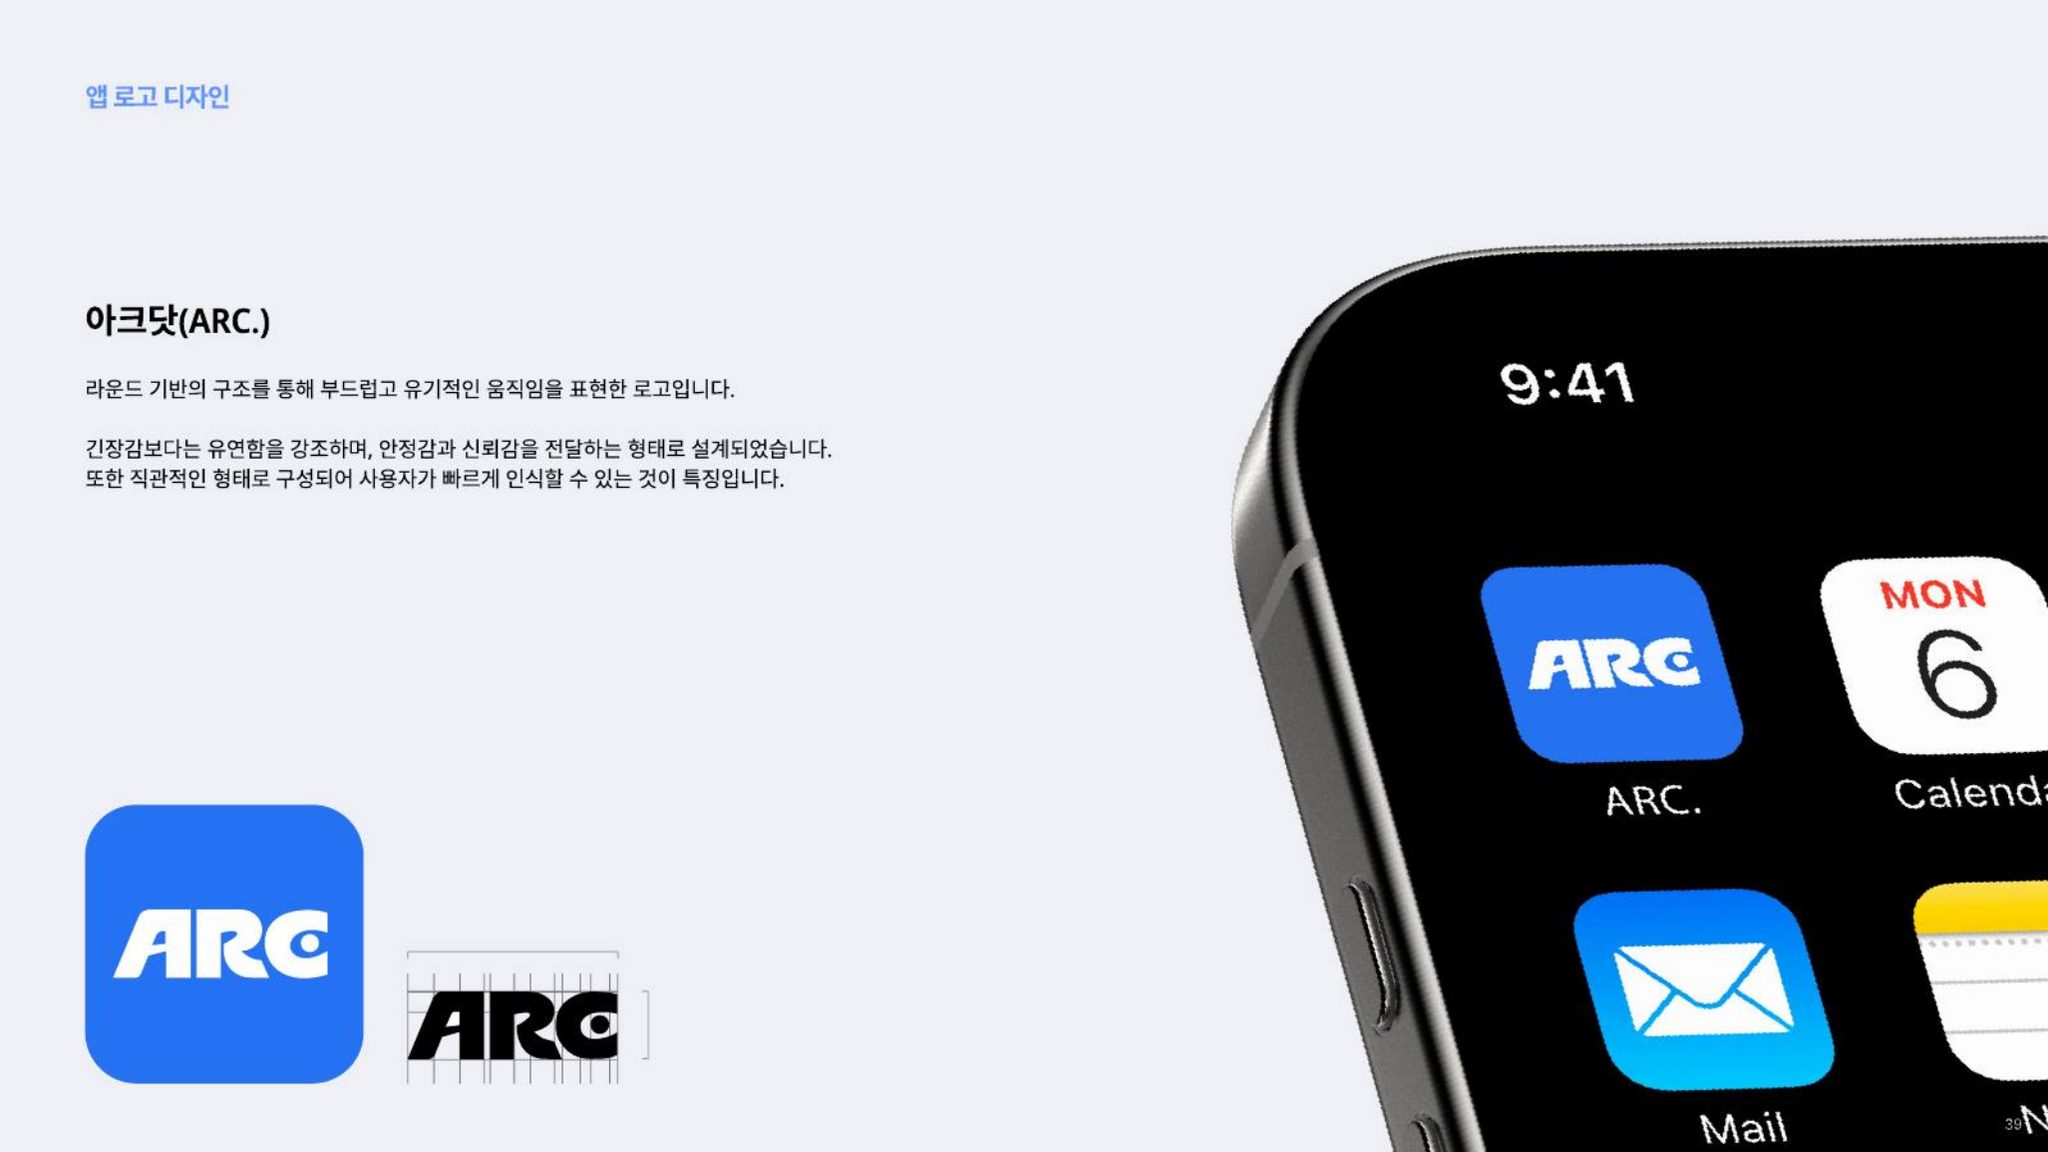 앱 로고 디자인
아크닷(ARC.)
라운드 기반의 구조를 통해 부드럽고 유기적인 움직임을 표현한 로고입니다.
긴장감보다는 유연함을 강조하며, 안정감과 신뢰감을 전달하는 형태로 설계되었습니다.
또한 직관적인 형태로 구성되어 사용자가 빠르게 인식할 수 있는 것이 특징입니다.
ARC
ARC
9:41
ARC
ARC.
MON
6
Calenda
Mail
N
39